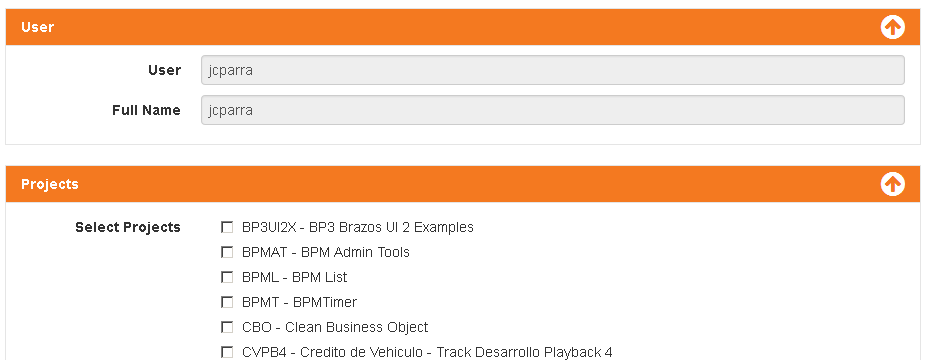 User
User jcparra
Full Name jcparra
Projects
Select Projects BP3UI2X - BP3 Brazos UI 2 Examples
BPMAT - BPM Admin Tools
BPML - BPM List
BPMT - BPMTimer
CBO - Clean Business Object
CVPB4 - Credito de Vehiculo - Track Desarrollo Playback 4